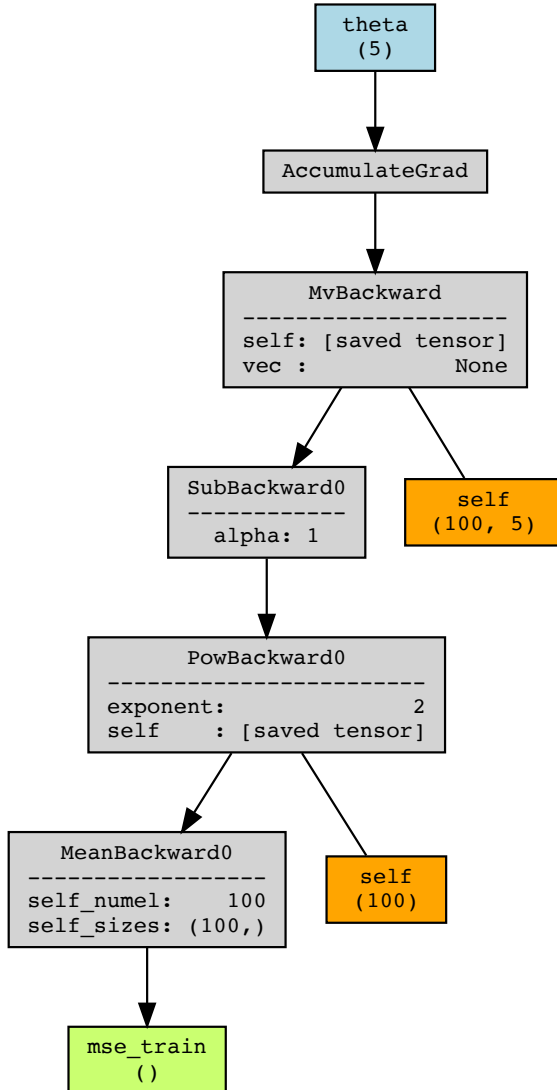 theta
(5)
AccumulateGrad
MvBackward
---------------------
self: [saved tensor]
vec :           None
SubBackward0
------------
alpha: 1
self
(100, 5)
PowBackward0
------------------------
exponent:              2
self    : [saved tensor]
MeanBackward0
------------------
self_numel:    100
self_sizes: (100,)
self
(100)
mse_train
()